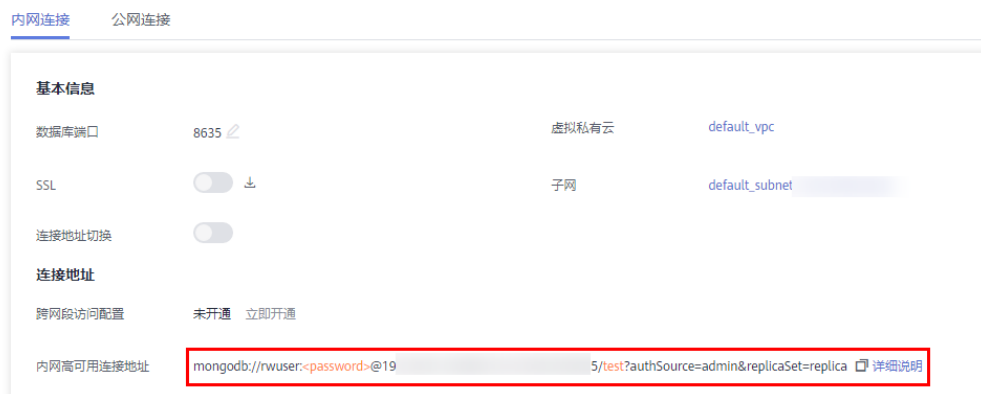 内网连接 公网连接
基本信息
数据库端口 8635 虚拟私有云 default_vpc
SSL 子网 default_subnet
连接地址切换
连接地址
跨网段访问配置 未开通 立即开通
内网高可用连接地址 mongodb://rwuser:<password>@19 5/test?authSource=admin&replicaSet=replica 详细说明